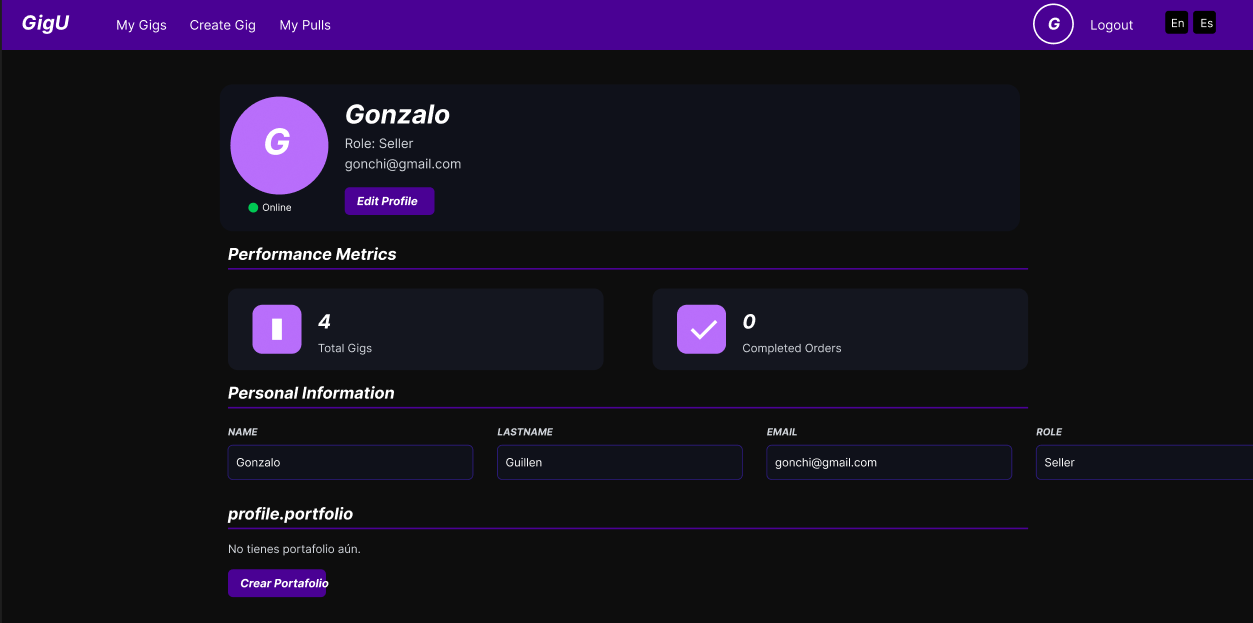 GigU My Gigs Create Gig My Pulls G Logout En Es
G
Gonzalo
Role: Seller
gonchi@gmail.com
Online
Edit Profile
Performance Metrics
4
Total Gigs
0
Completed Orders
Personal Information
NAME LASTNAME EMAIL ROLE
Gonzalo Guillen gonchi@gmail.com Seller
profile.portfolio
No tienes portafolio aún.
Crear Portafolio